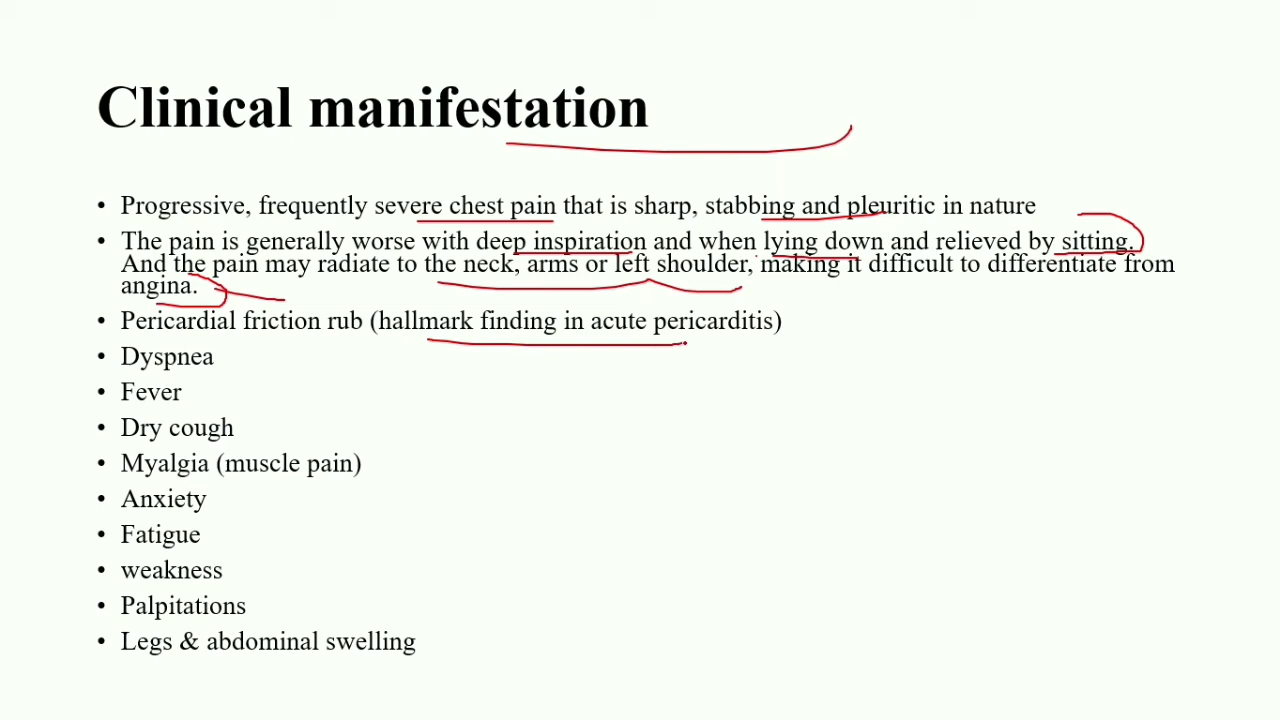 Clinical manifestation
• Progressive, frequently severe chest pain that is sharp, stabbing and pleuritic in nature
• The pain is generally worse with deep inspiration and when lying down and relieved by sitting.
And the pain may radiate to the neck, arms or left shoulder, making it difficult to differentiate from
angina.
• Pericardial friction rub (hallmark finding in acute pericarditis)
• Dyspnea
• Fever
• Dry cough
• Myalgia (muscle pain)
• Anxiety
• Fatigue
• weakness
• Palpitations
• Legs & abdominal swelling